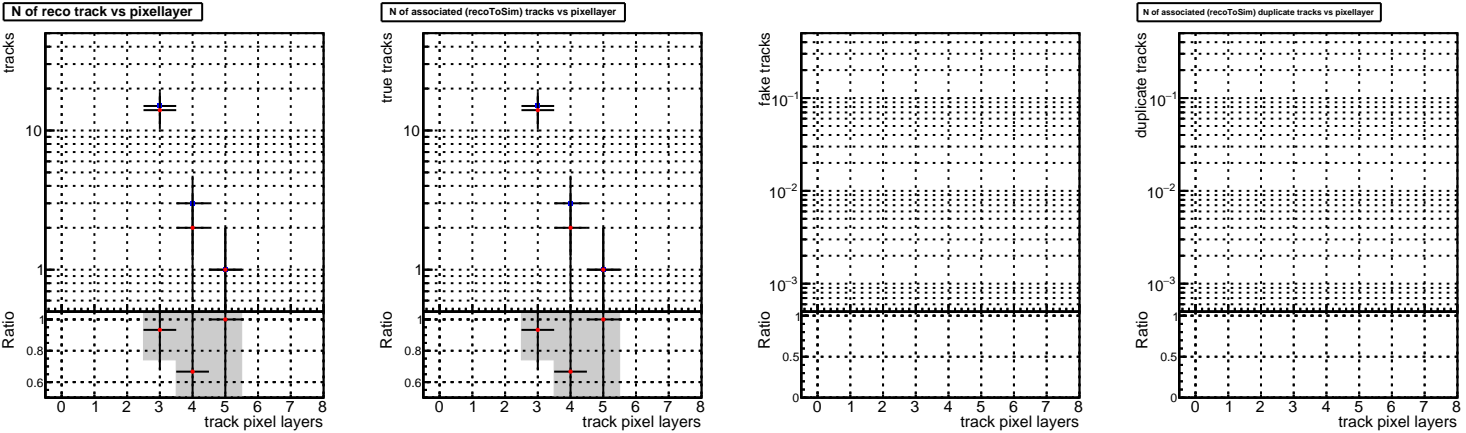 N of reco track vs pixellayer
tracks
10
1
Ratio
1
0.8
0.6
0 1 2 3 4 5 6 7 8
track pixel layers
N of associated (recoToSim) tracks vs pixellayer
true tracks
10
1
Ratio
1
0.8
0.6
0 1 2 3 4 5 6 7 8
track pixel layers
fake tracks
10⁻¹
10⁻²
10⁻³
Ratio
1
0.5
0
0 1 2 3 4 5 6 7 8
track pixel layers
N of associated (recoToSim) duplicate tracks vs pixellayer
duplicate tracks
10⁻¹
10⁻²
10⁻³
Ratio
1
0.5
0
0 1 2 3 4 5 6 7 8
track pixel layers